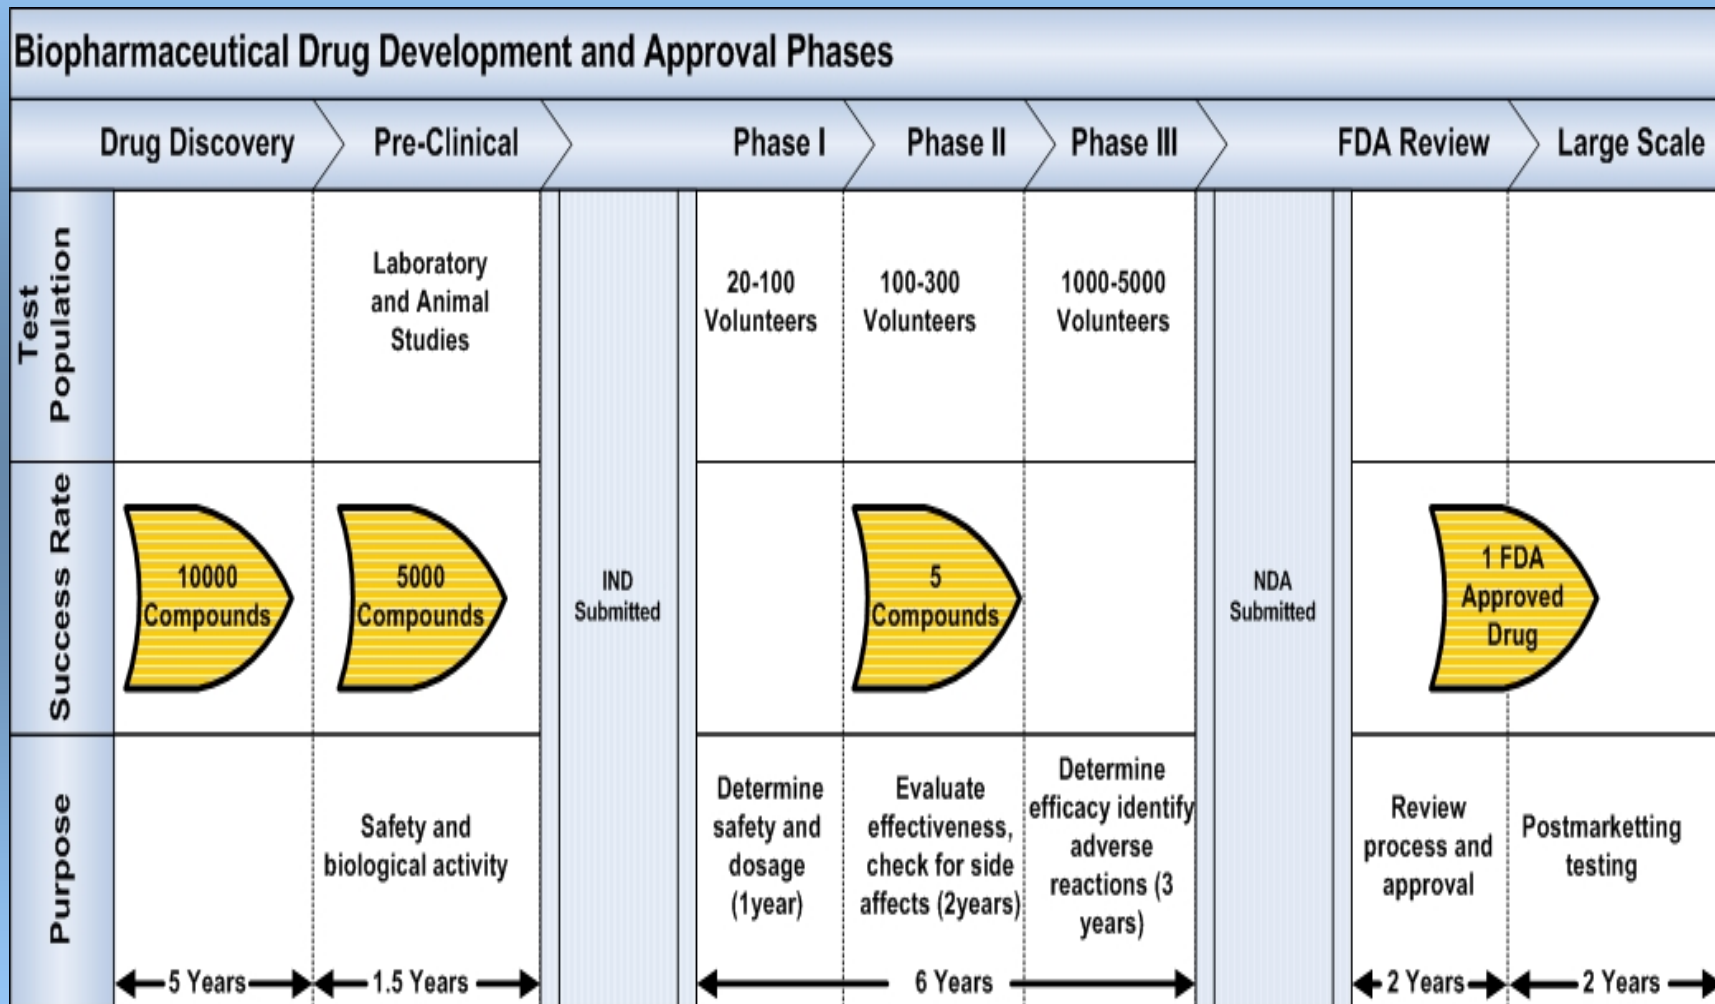 Biopharmaceutical Drug Development and Approval Phases
Drug Discovery
Pre-Clinical
Phase I
Phase II
Phase III
FDA Review
Large Scale
Test
Population
Laboratory
and Animal
Studies
20-100
Volunteers
100-300
Volunteers
1000-5000
Volunteers
Success Rate
10000
Compounds
5000
Compounds
IND
Submitted
5
Compounds
NDA
Submitted
1 FDA
Approved
Drug
Purpose
Safety and
biological activity
Determine
safety and
dosage
(1year)
Evaluate
effectiveness,
check for side
affects (2years)
Determine
efficacy identify
adverse
reactions (3
years)
Review
process and
approval
Postmarketting
testing
5 Years
1.5 Years
6 Years
2 Years
2 Years